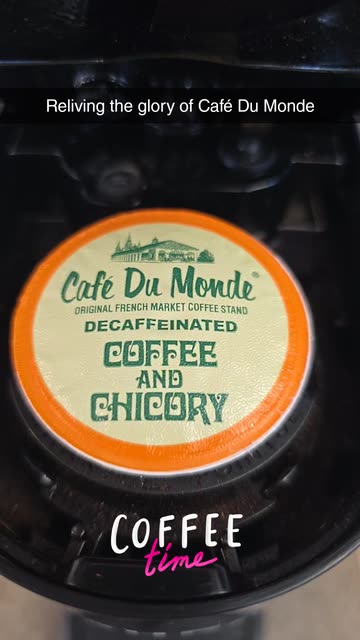 Reliving the glory of Café Du Monde
Café Du Monde®
ORIGINAL FRENCH MARKET COFFEE STAND
DECAFFEINATED
COFFEE
AND
CHICORY
COFFEE
time